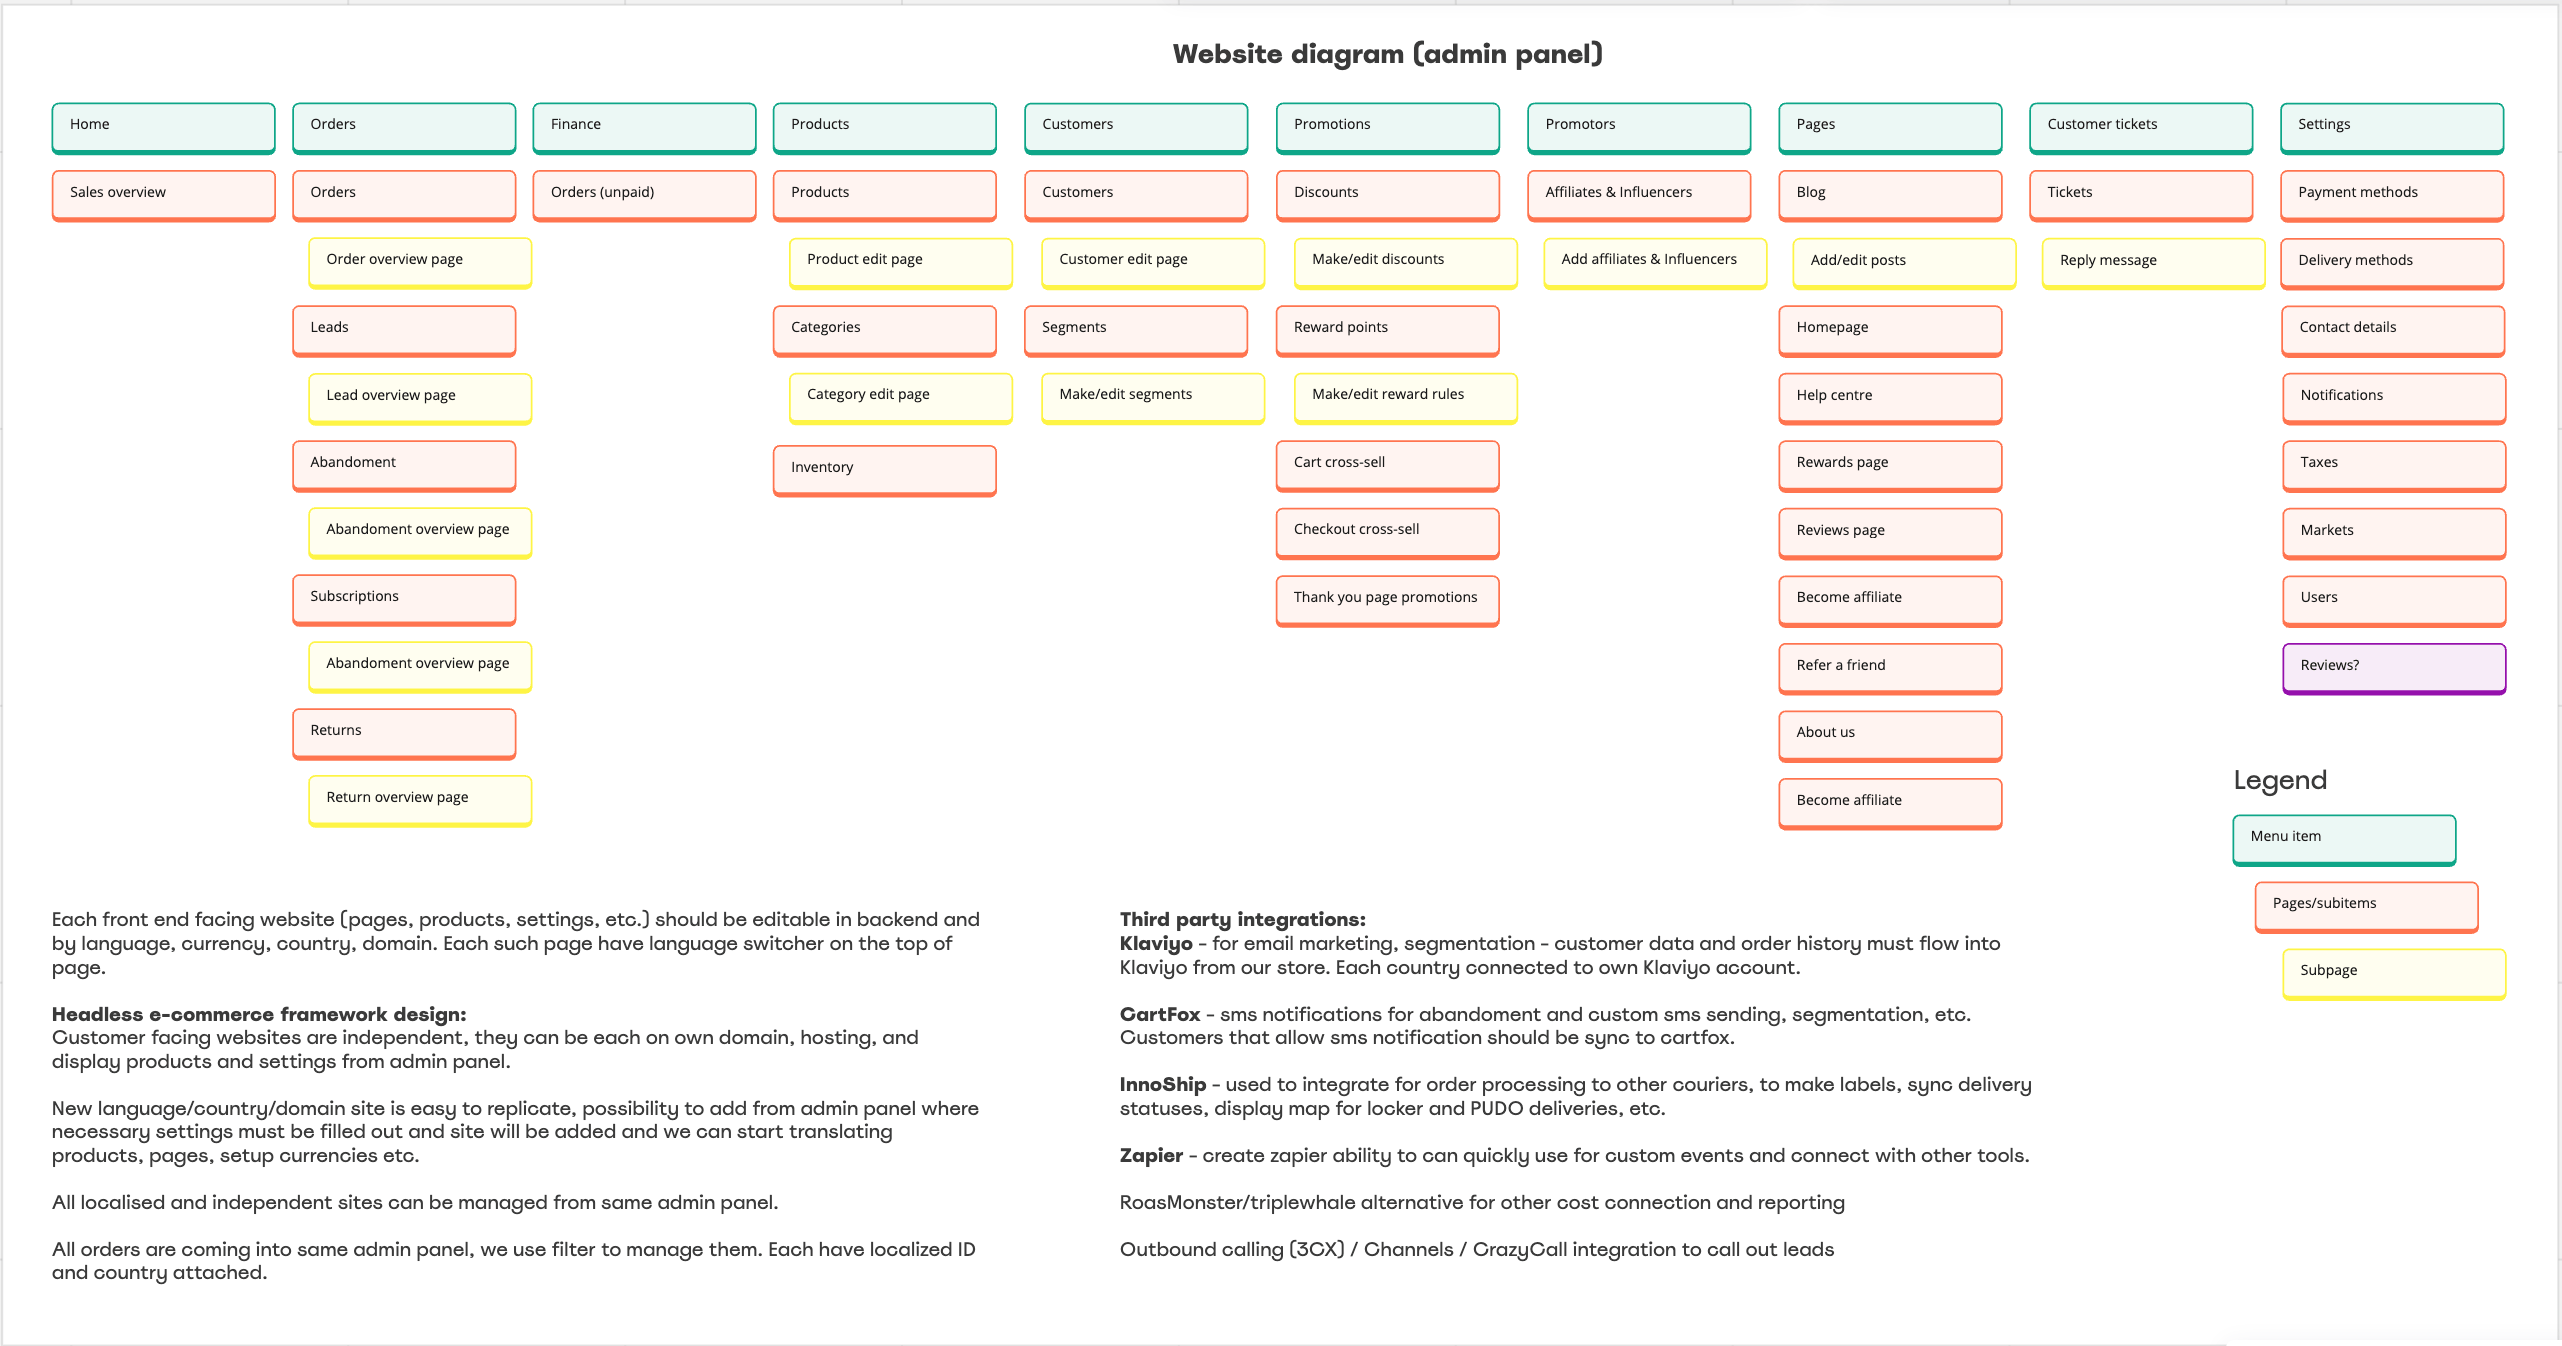 Website diagram (admin panel)
Home
Orders
Finance
Products
Customers
Promotions
Promotors
Pages
Customer tickets
Settings
Sales overview
Orders
Orders (unpaid)
Products
Customers
Discounts
Affiliates & Influencers
Blog
Tickets
Payment methods
Order overview page
Product edit page
Customer edit page
Make/edit discounts
Add affiliates & Influencers
Add/edit posts
Reply message
Delivery methods
Leads
Categories
Segments
Reward points
Homepage
Contact details
Lead overview page
Category edit page
Make/edit segments
Make/edit reward rules
Help centre
Notifications
Abandoment
Inventory
Cart cross-sell
Rewards page
Taxes
Abandoment overview page
Checkout cross-sell
Reviews page
Markets
Subscriptions
Thank you page promotions
Become affiliate
Users
Abandoment overview page
Refer a friend
Reviews?
Returns
About us
Return overview page
Become affiliate
Legend
Menu item
Pages/subitems
Subpage
Each front end facing website (pages, products, settings, etc.) should be editable in backend and
by language, currency, country, domain. Each such page have language switcher on the top of
page.
Headless e-commerce framework design:
Customer facing websites are independent, they can be each on own domain, hosting, and
display products and settings from admin panel.
New language/country/domain site is easy to replicate, possibility to add from admin panel where
necessary settings must be filled out and site will be added and we can start translating
products, pages, setup currencies etc.
All localised and independent sites can be managed from same admin panel.
All orders are coming into same admin panel, we use filter to manage them. Each have localized ID
and country attached.
Third party integrations:
Klaviyo - for email marketing, segmentation - customer data and order history must flow into
Klaviyo from our store. Each country connected to own Klaviyo account.
CartFox - sms notifications for abandoment and custom sms sending, segmentation, etc.
Customers that allow sms notification should be sync to cartfox.
InnoShip - used to integrate for order processing to other couriers, to make labels, sync delivery
statuses, display map for locker and PUDO deliveries, etc.
Zapier - create zapier ability to can quickly use for custom events and connect with other tools.
RoasMonster/triplewhale alternative for other cost connection and reporting
Outbound calling (3CX) / Channels / CrazyCall integration to call out leads